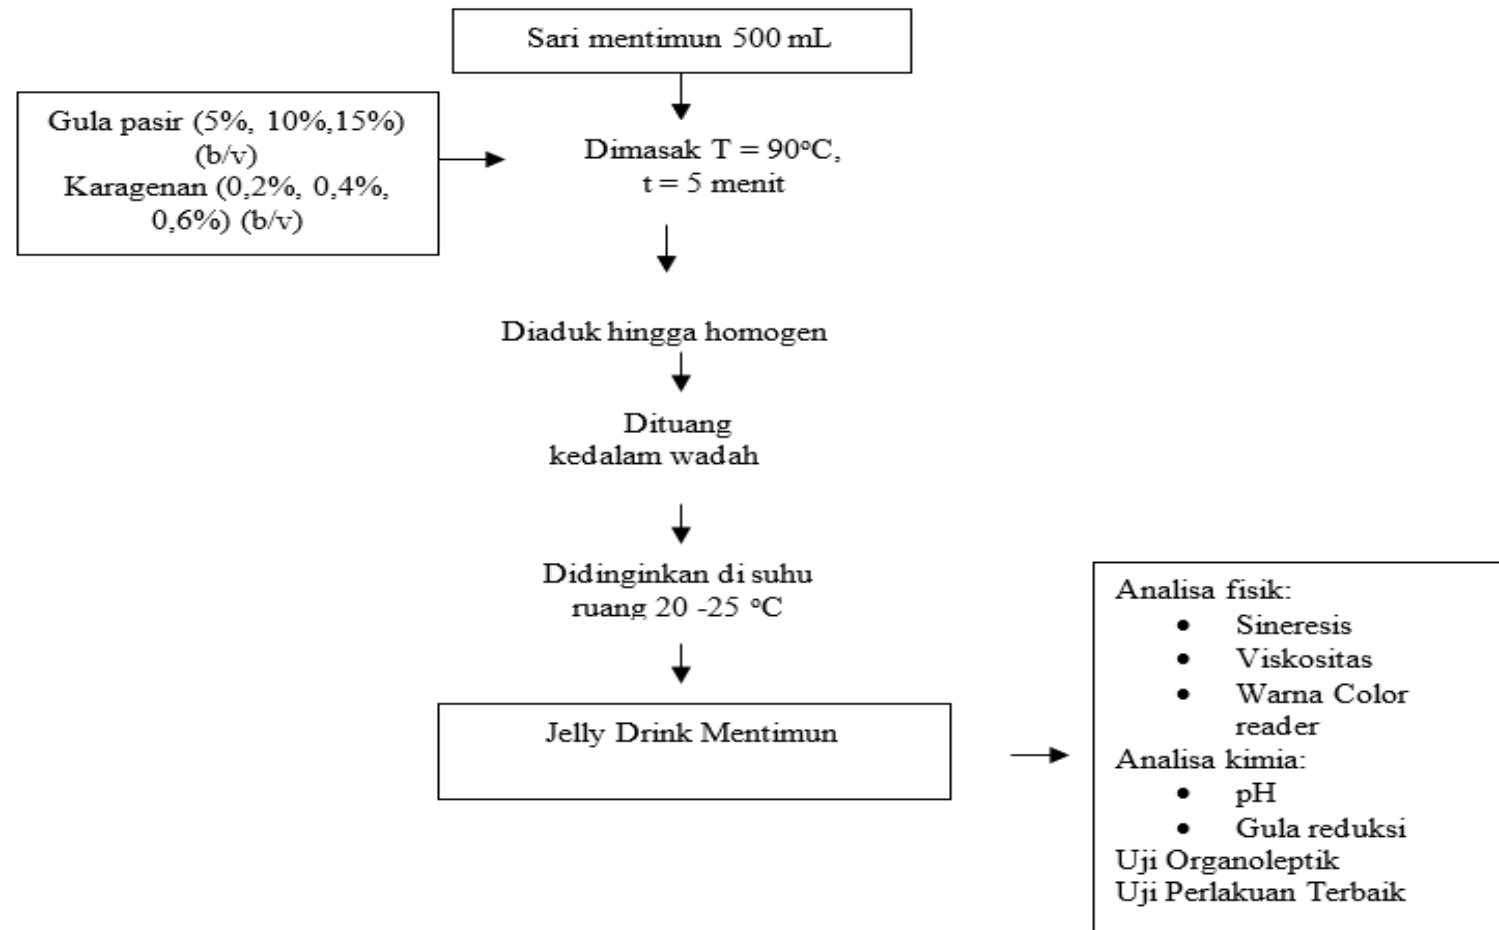 Sari mentimun 500 mL
Gula pasir (5%, 10%,15%)
(b/v)
Karagenan (0,2%, 0,4%,
0,6%) (b/v)
Dimasak T = 90°C,
t = 5 menit
Diaduk hingga homogen
Dituang
kedalam wadah
Didinginkan di suhu
ruang 20 -25 °C
Jelly Drink Mentimun
Analisa fisik:
• Sineresis
• Viskositas
• Warna Color
reader
Analisa kimia:
• pH
• Gula reduksi
Uji Organoleptik
Uji Perlakuan Terbaik